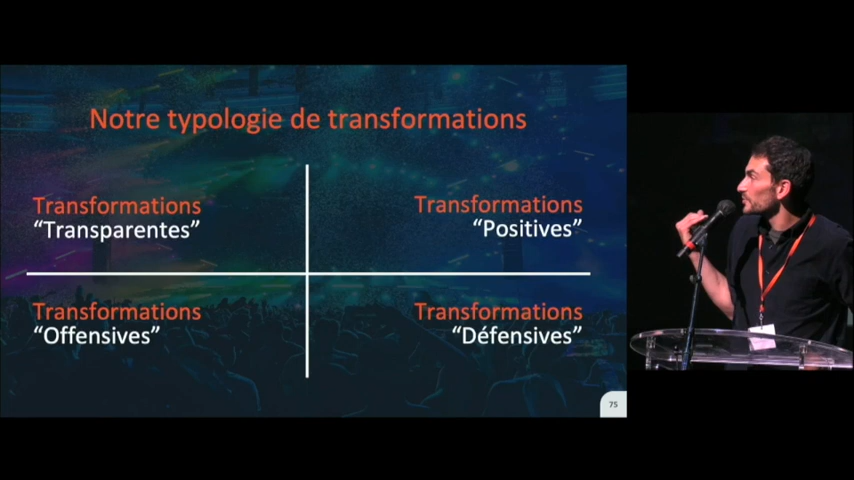 Notre typologie de transformations
Transformations
“Transparentes”
Transformations
“Positives”
Transformations
“Offensives”
Transformations
“Défensives”
75